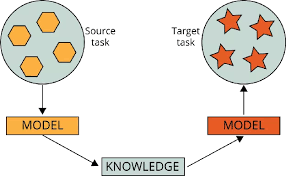 Source
task
Target
task
MODEL
MODEL
KNOWLEDGE